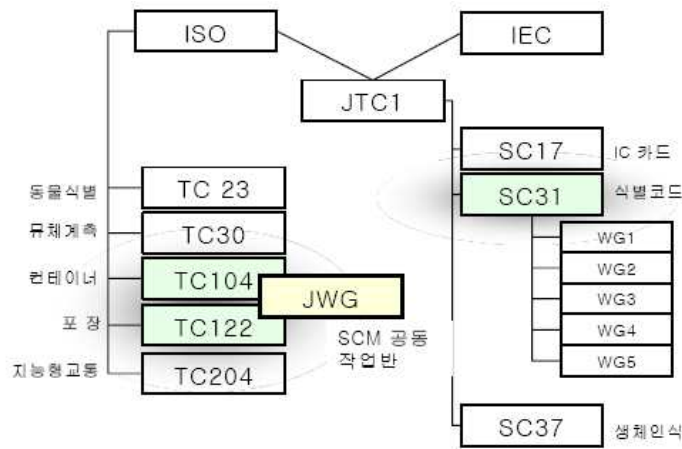 ISO
IEC
JTC1
SC17 IC 카드
동물식별 TC 23
SC31 식별코드
뮤체계측 TC30
WG1
WG2
컨테이너 TC104
JWG
WG3
포 장 TC122
SCM 공동
작업반
WG4
WG5
지능형교통 TC204
SC37 생체인식